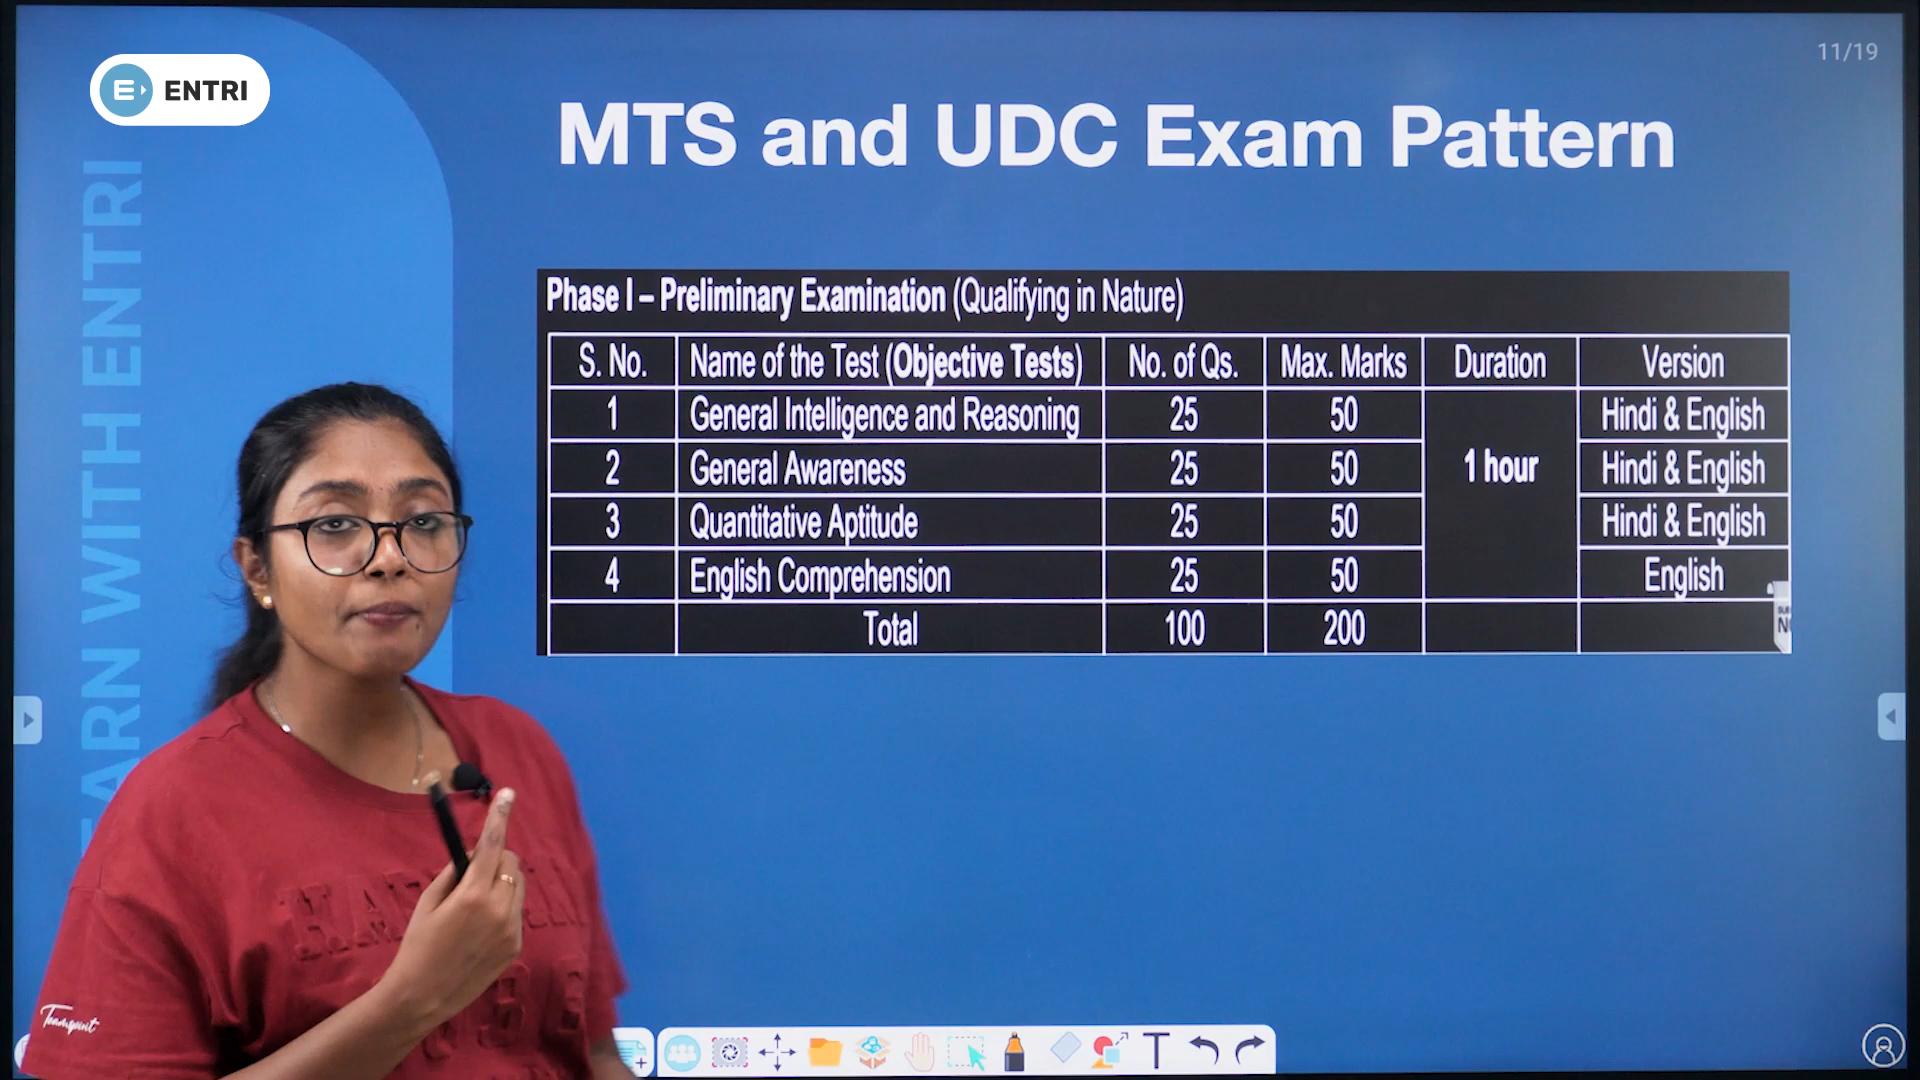 ENTRI
11/19
MTS and UDC Exam Pattern
LEARN WITH ENTRI
Phase I – Preliminary Examination (Qualifying in Nature)
S. No. Name of the Test (Objective Tests) No. of Qs. Max. Marks Duration Version
1 General Intelligence and Reasoning 25 50 1 hour Hindi & English
2 General Awareness 25 50 Hindi & English
3 Quantitative Aptitude 25 50 Hindi & English
4 English Comprehension 25 50 English
Total 100 200
Teamspirit